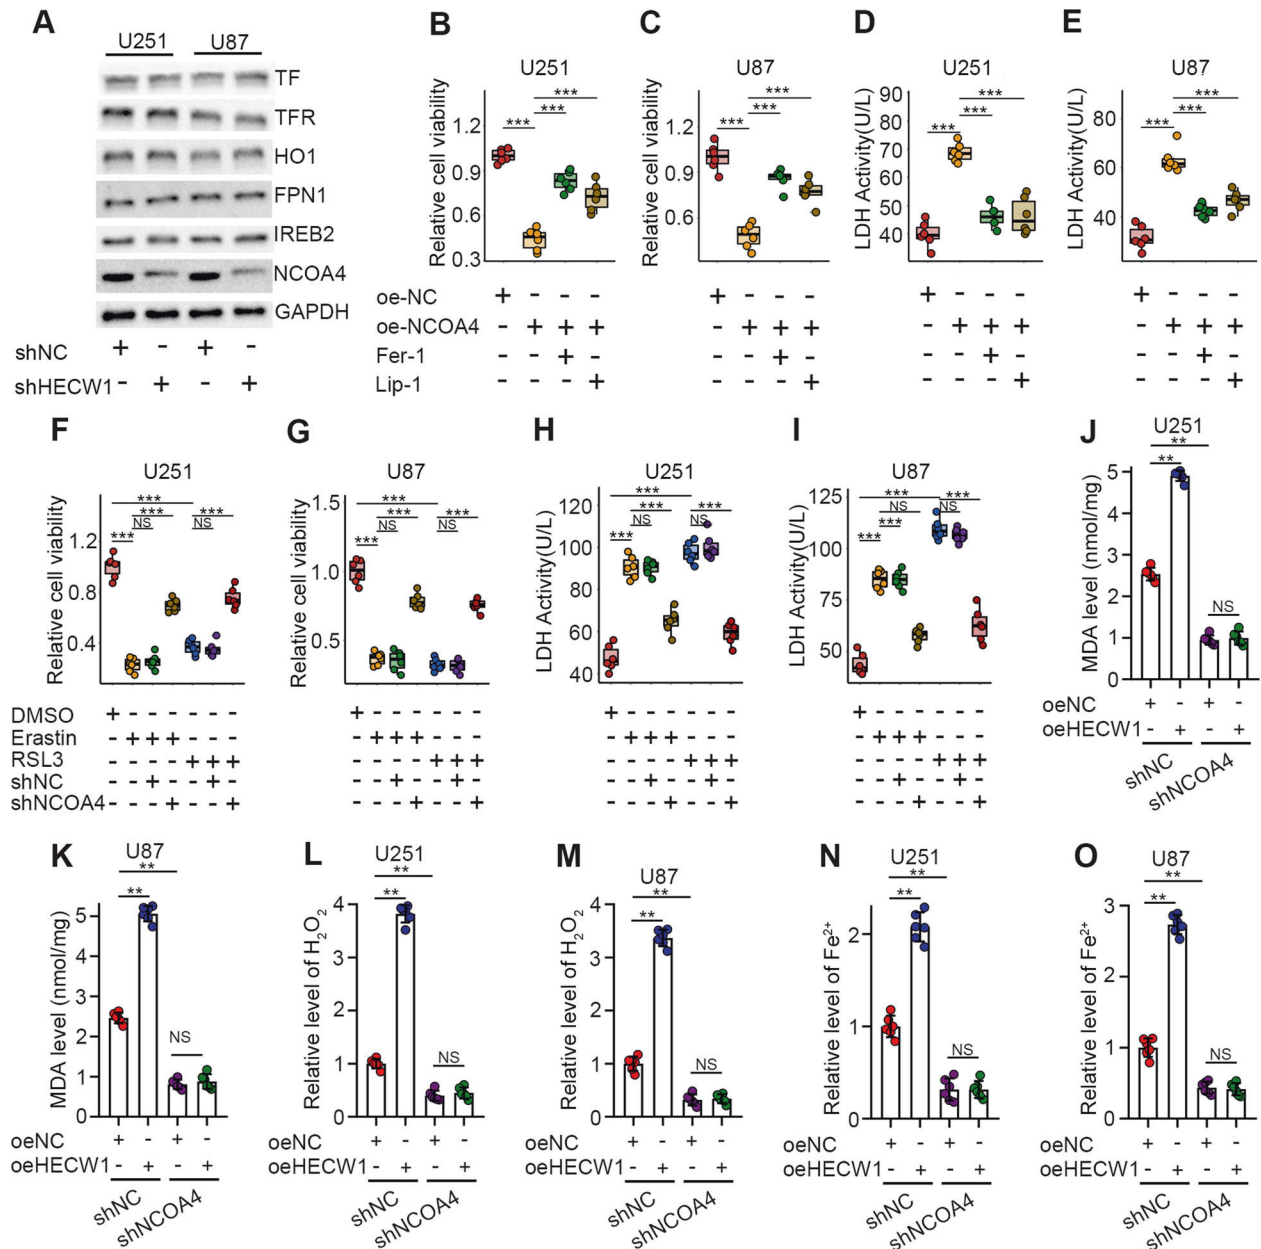 A
U251 U87
TF
TFR
HO1
FPN1
IREB2
NCOA4
GAPDH
shNC + - + -
shHECW1 - + - +
B
U251
Relative cell viability
1.2
0.9
0.6
0.3
*** *** ***
oe-NC + - - -
oe-NCOA4 - + + +
Fer-1 - - + -
Lip-1 - - - +
C
U87
Relative cell viability
1.2
0.9
0.6
*** *** ***
+ - - -
- + + +
- - + -
- - - +
D
U251
LDH Activity(U/L)
90
80
70
60
50
40
*** *** ***
+ - - -
- + + +
- - + -
- - - +
E
U87
LDH Activity(U/L)
80
60
40
*** *** ***
+ - - -
- + + +
- - + -
- - - +
F
U251
Relative cell viability
1.2
0.8
0.4
***
*** ***
NS NS
***
DMSO + - - - - - -
Erastin - + + + - - -
RSL3 - - - - + + +
shNC - - + - - + -
shNCOA4 - - - + - - +
G
U87
Relative cell viability
1.5
1.0
0.5
***
*** ***
NS NS
***
+ - - - - - -
- + + + - - -
- - - - + + +
- - + - - + -
- - - + - - +
H
U251
LDH Activity(U/L)
120
100
80
60
40
***
*** ***
NS NS
***
+ - - - - - -
- + + + - - -
- - - - + + +
- - + - - + -
- - - + - - +
I
U87
LDH Activity(U/L)
125
100
75
50
*** ***
NS NS
***
***
+ - - - - - -
- + + + - - -
- - - - + + +
- - + - - + -
- - - + - - +
J
U251
MDA level (nmol/mg)
5
4
3
2
1
0
**
**
NS
oeNC + - + -
oeHECW1 - + - +
shNC shNCOA4
K
U87
MDA level (nmol/mg)
5
4
3
2
1
0
**
**
NS
oeNC + - + -
oeHECW1 - + - +
shNC shNCOA4
L
U251
Relative level of H2O2
4
3
2
1
0
**
**
NS
oeNC + - + -
oeHECW1 - + - +
shNC shNCOA4
M
U87
Relative level of H2O2
4
3
2
1
0
**
**
NS
oeNC + - + -
oeHECW1 - + - +
shNC shNCOA4
N
U251
Relative level of Fe2+
2
1
0
**
**
NS
oeNC + - + -
oeHECW1 - + - +
shNC shNCOA4
O
U87
Relative level of Fe2+
3
2
1
0
**
**
NS
oeNC + - + -
oeHECW1 - + - +
shNC shNCOA4